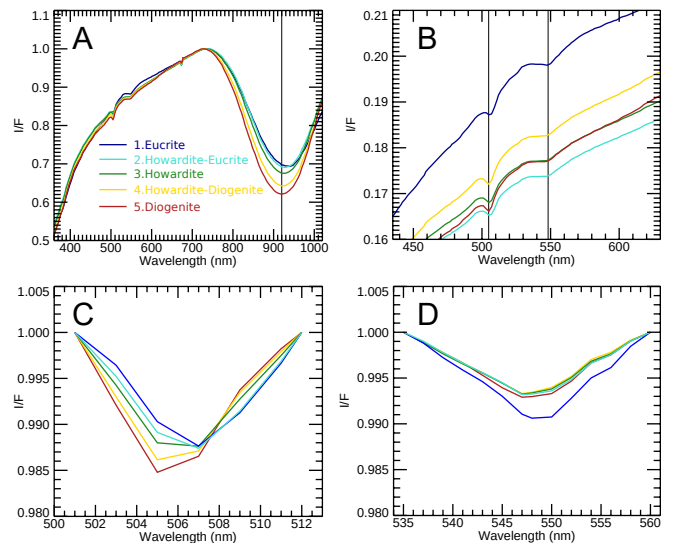 A
I/F
1.1
1.0
0.9
0.8
0.7
0.6
0.5
1.Eucrite
2.Howardite-Eucrite
3.Howardite
4.Howardite-Diogenite
5.Diogenite
400 500 600 700 800 900 1000
Wavelength (nm)
B
I/F
0.21
0.20
0.19
0.18
0.17
0.16
450 500 550 600
Wavelength (nm)
C
I/F
1.005
1.000
0.995
0.990
0.985
0.980
500 502 504 506 508 510 512
Wavelength (nm)
D
I/F
1.005
1.000
0.995
0.990
0.985
0.980
535 540 545 550 555 560
Wavelength (nm)